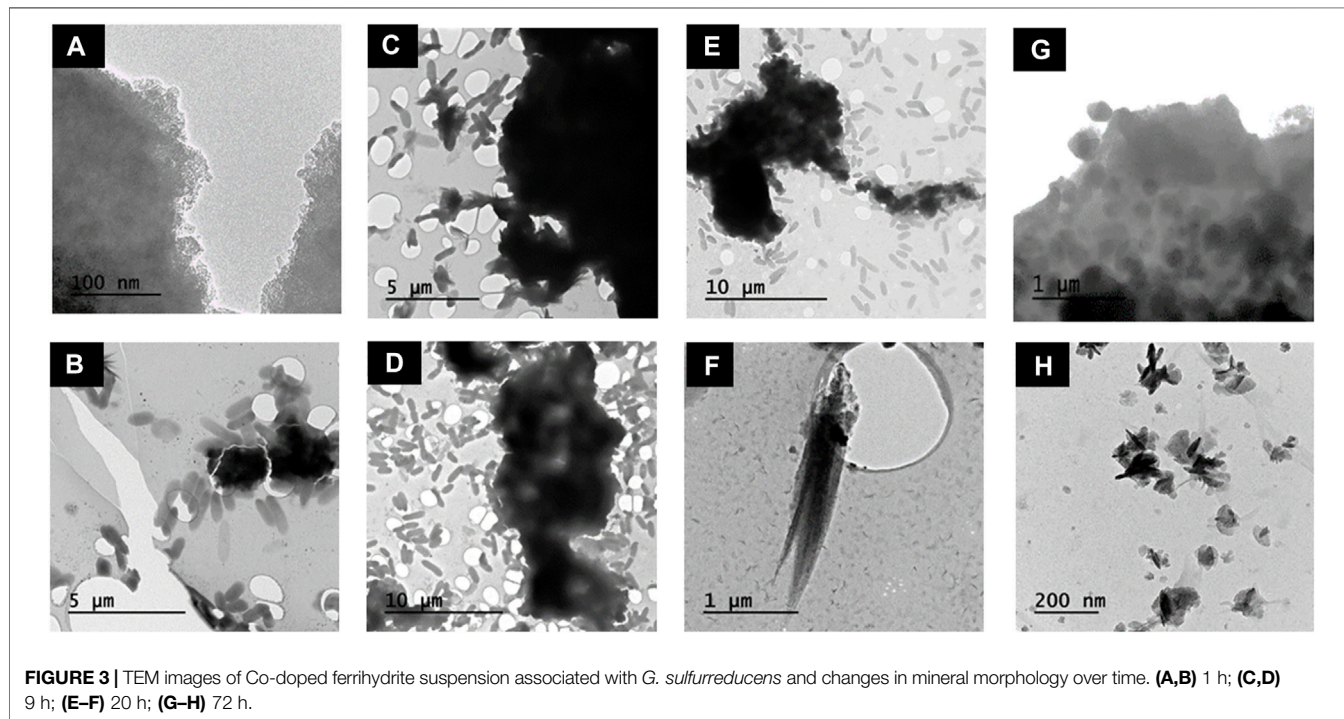 A
100 nm
C
5 μm
E
10 μm
G
1 μm
B
5 μm
D
10 μm
F
1 μm
H
200 nm
FIGURE 3 | TEM images of Co-doped ferrihydrite suspension associated with G. sulfurreducens and changes in mineral morphology over time. (A,B) 1 h; (C,D)
9 h; (E–F) 20 h; (G–H) 72 h.